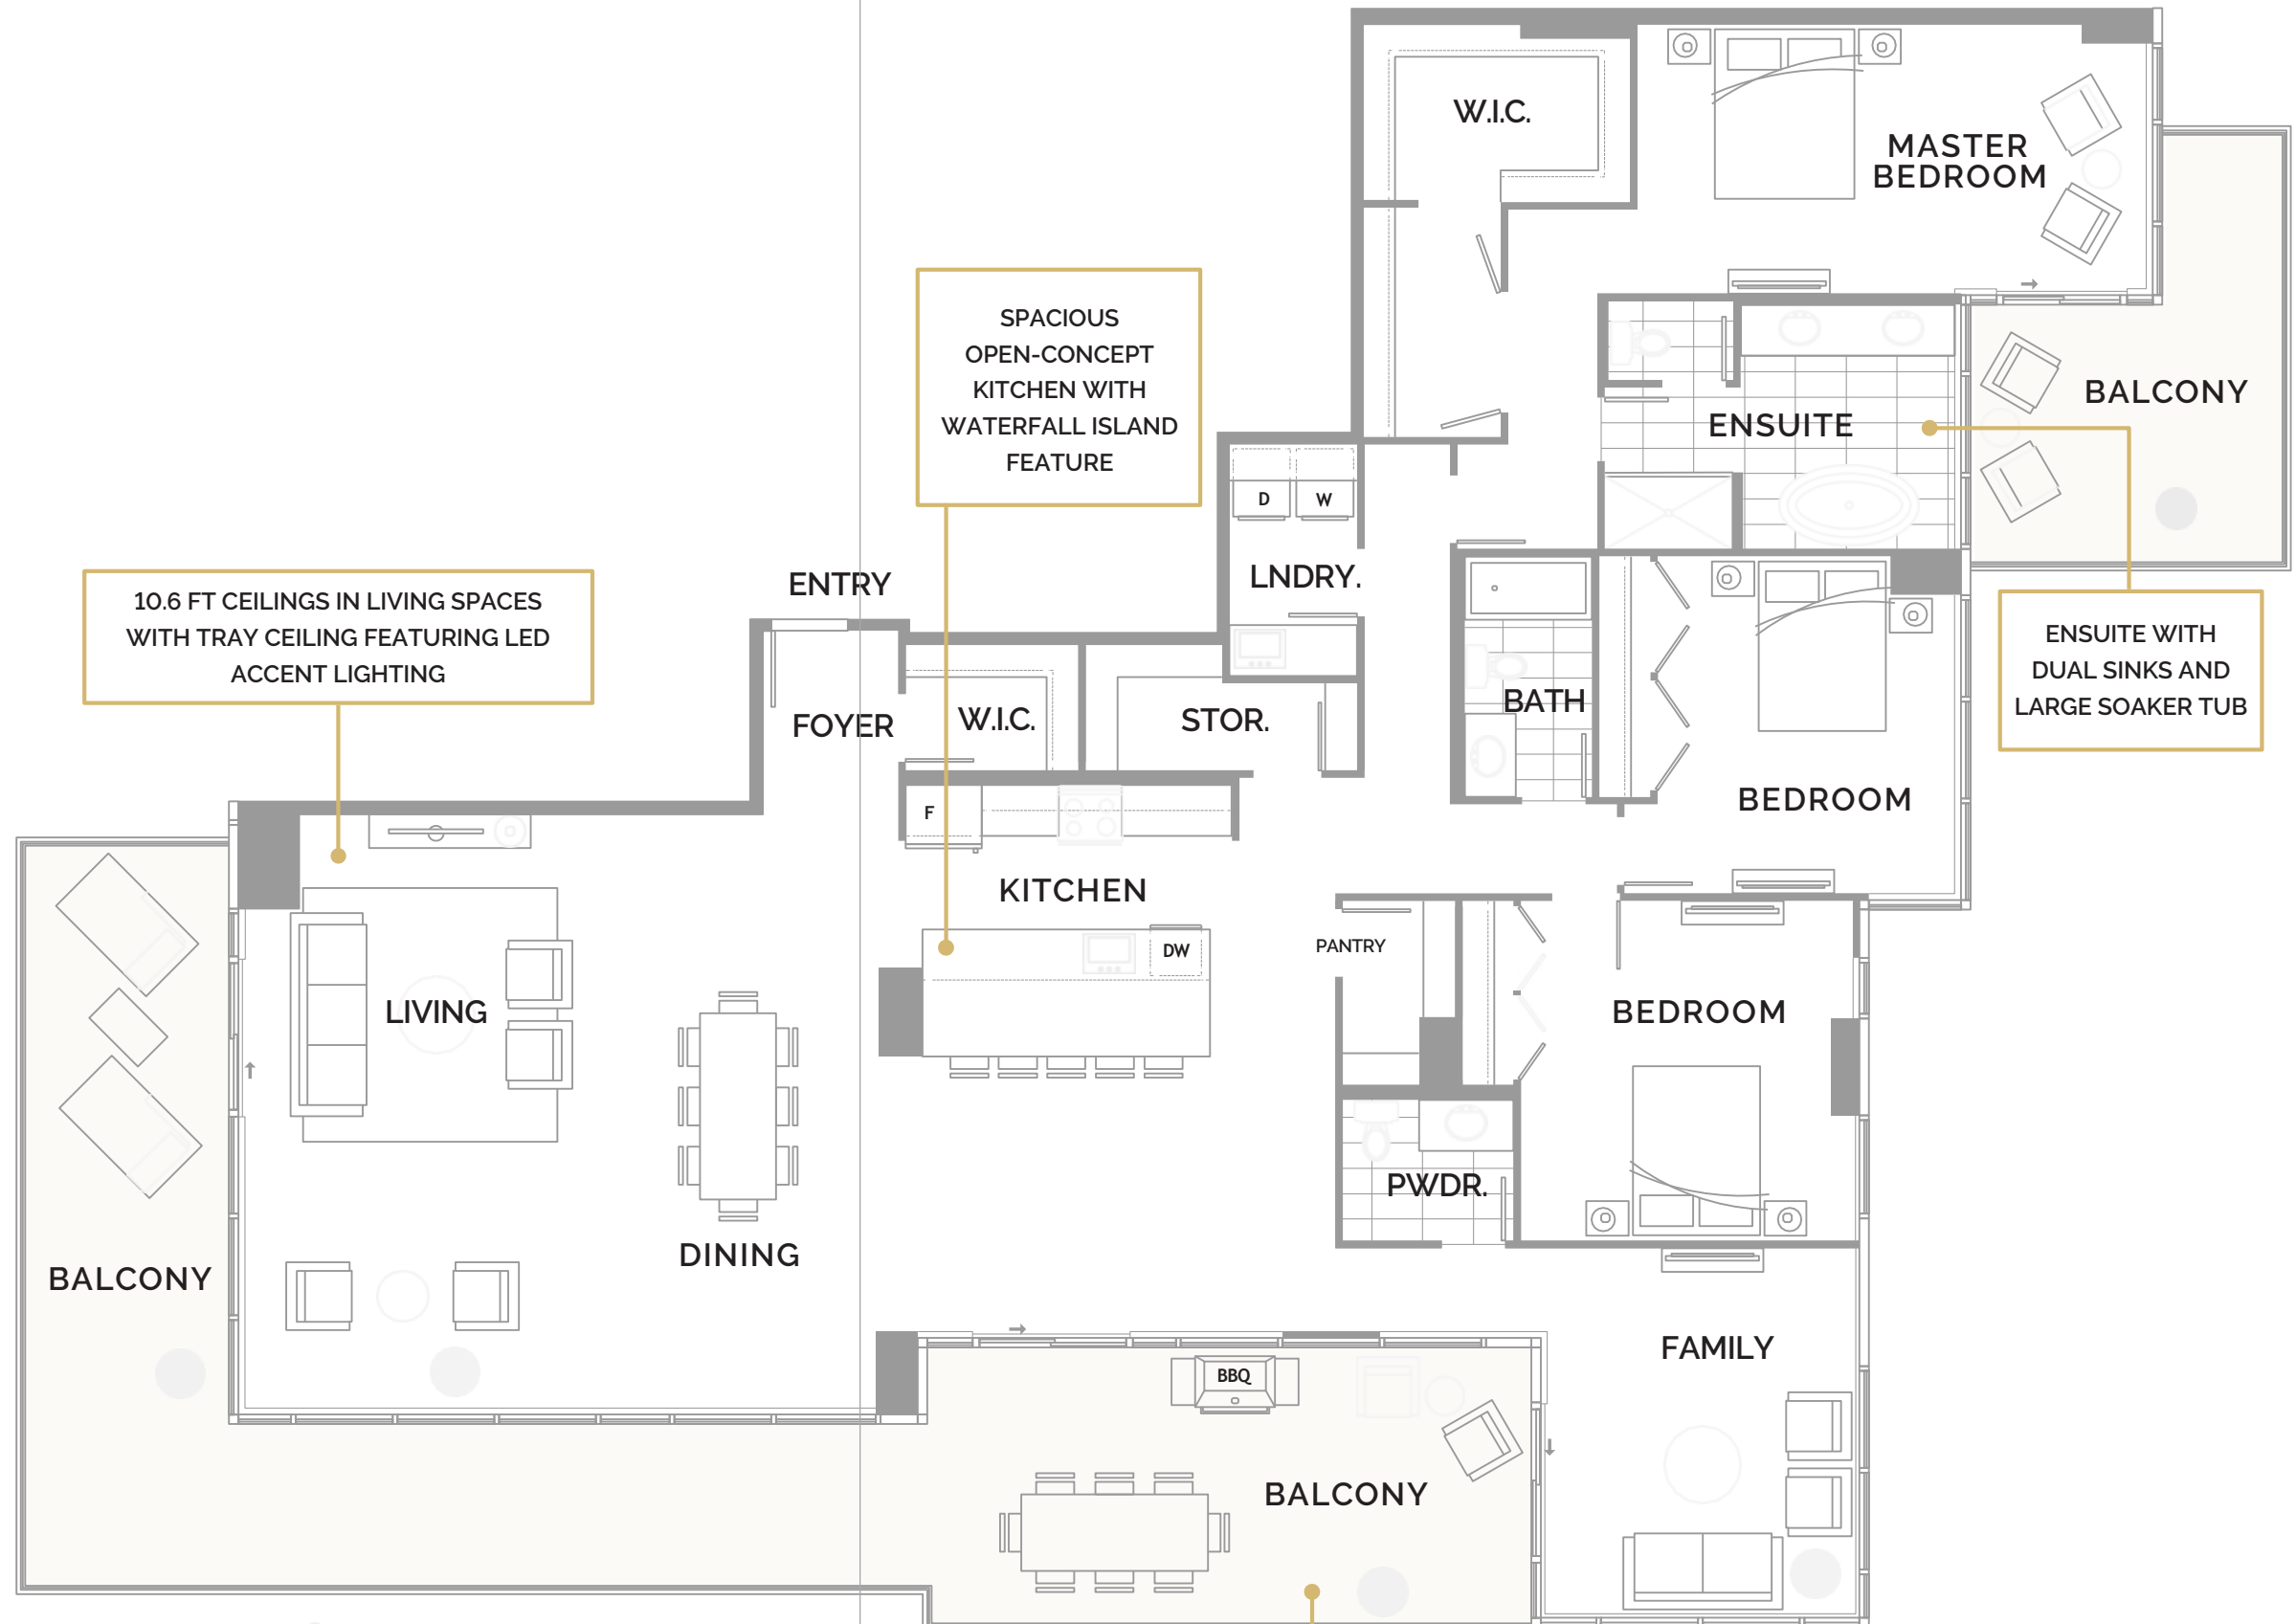 W.I.C.
MASTER
BEDROOM
SPACIOUS
OPEN-CONCEPT
KITCHEN WITH
WATERFALL ISLAND
FEATURE
BALCONY
ENSUITE
D
W
LNDRY.
ENTRY
10.6 FT CEILINGS IN LIVING SPACES
WITH TRAY CEILING FEATURING LED
ACCENT LIGHTING
ENSUITE WITH
DUAL SINKS AND
LARGE SOAKER TUB
FOYER
W.I.C.
STOR.
BATH
BEDROOM
F
KITCHEN
DW
PANTRY
LIVING
BEDROOM
PWDR.
DINING
BALCONY
FAMILY
BBQ
BALCONY